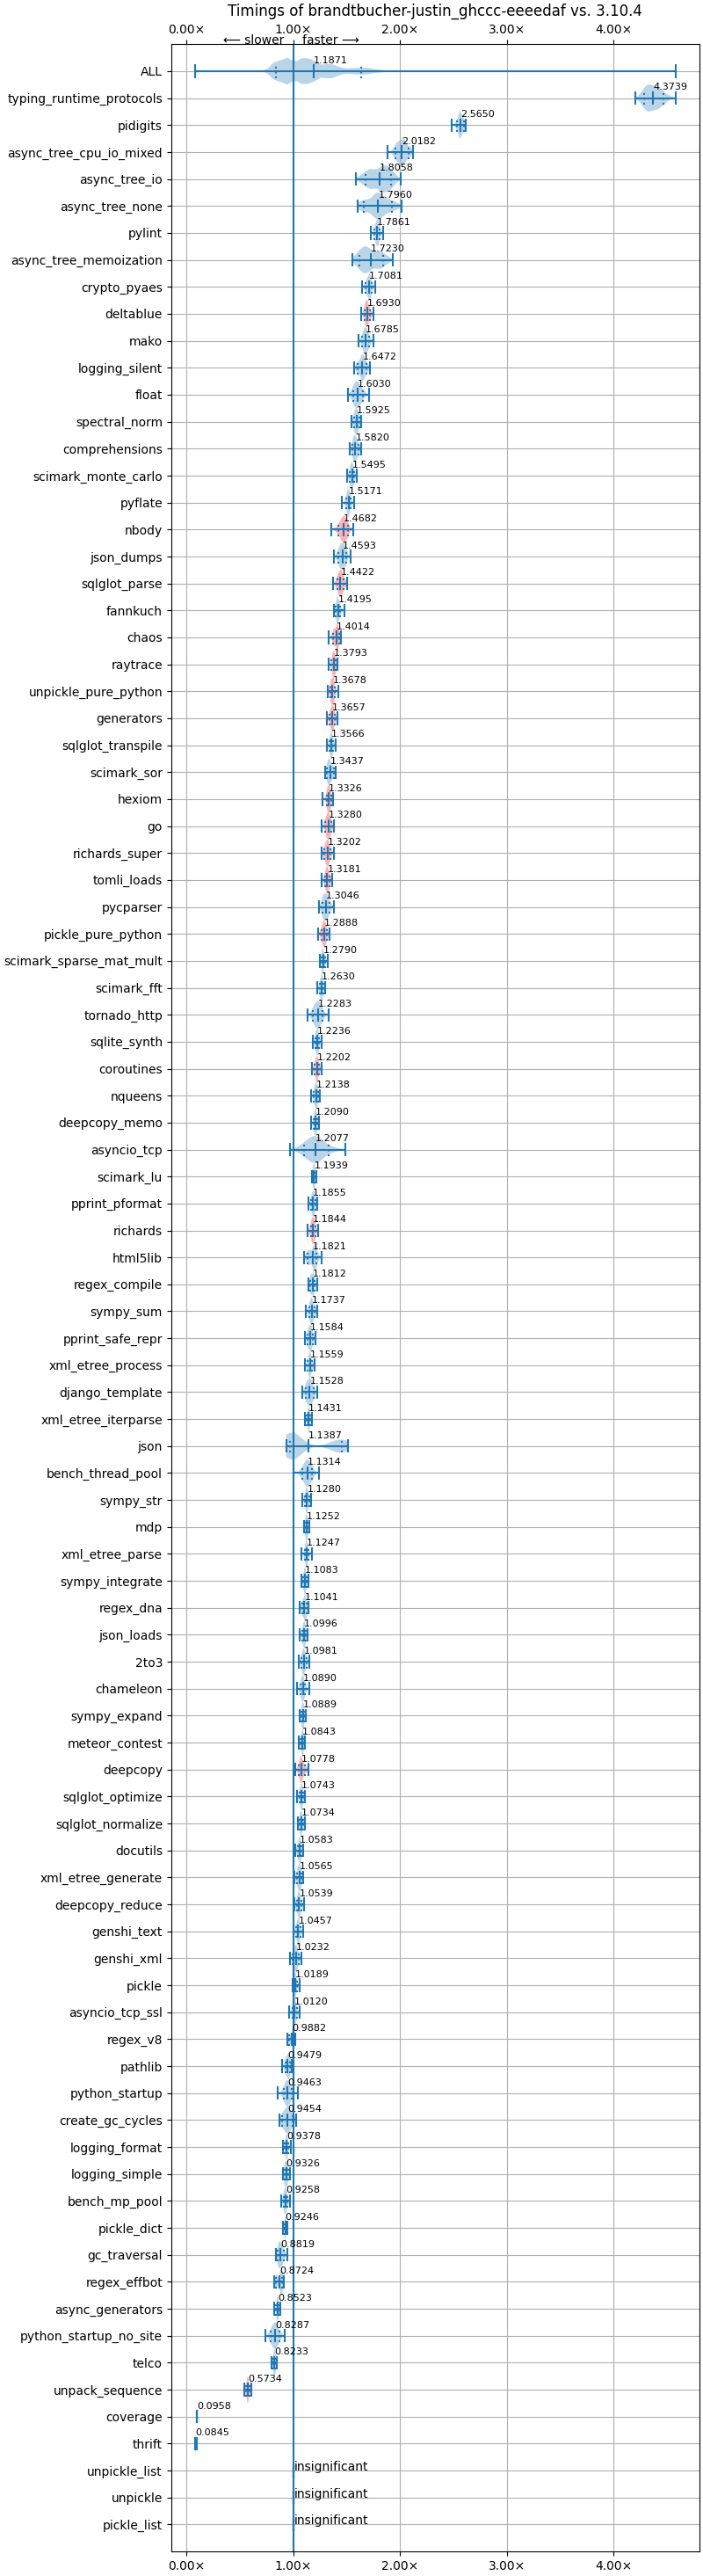 Timings of brandtbucher-justin_ghccc-eeeedaf vs. 3.10.4
0.00× 1.00× 2.00× 3.00× 4.00×
← slower faster →
ALL 1.1871
typing_runtime_protocols 4.3739
pidigits 2.5650
async_tree_cpu_io_mixed 2.0182
async_tree_io 1.8058
async_tree_none 1.7960
pylint 1.7861
async_tree_memoization 1.7230
crypto_pyaes 1.7081
deltablue 1.6930
mako 1.6785
logging_silent 1.6472
float 1.6030
spectral_norm 1.5925
comprehensions 1.5820
scimark_monte_carlo 1.5495
pyflate 1.5171
nbody 1.4682
json_dumps 1.4593
sqlglot_parse 1.4422
fannkuch 1.4195
chaos 1.4014
raytrace 1.3793
unpickle_pure_python 1.3678
generators 1.3657
sqlglot_transpile 1.3566
scimark_sor 1.3437
hexiom 1.3326
go 1.3280
richards_super 1.3202
tomli_loads 1.3181
pycparser 1.3046
pickle_pure_python 1.2888
scimark_sparse_mat_mult 1.2790
scimark_fft 1.2630
tornado_http 1.2283
sqlite_synth 1.2236
coroutines 1.2202
nqueens 1.2138
deepcopy_memo 1.2090
asyncio_tcp 1.2077
scimark_lu 1.1939
pprint_pformat 1.1855
richards 1.1844
html5lib 1.1821
regex_compile 1.1812
sympy_sum 1.1737
pprint_safe_repr 1.1584
xml_etree_process 1.1559
django_template 1.1528
xml_etree_iterparse 1.1431
json 1.1387
bench_thread_pool 1.1314
sympy_str 1.1280
mdp 1.1252
xml_etree_parse 1.1247
sympy_integrate 1.1083
regex_dna 1.1041
json_loads 1.0996
2to3 1.0981
chameleon 1.0890
sympy_expand 1.0889
meteor_contest 1.0843
deepcopy 1.0778
sqlglot_optimize 1.0743
sqlglot_normalize 1.0734
docutils 1.0583
xml_etree_generate 1.0565
deepcopy_reduce 1.0539
genshi_text 1.0457
genshi_xml 1.0232
pickle 1.0189
asyncio_tcp_ssl 1.0120
regex_v8 0.9882
pathlib 0.9479
python_startup 0.9463
create_gc_cycles 0.9454
logging_format 0.9378
logging_simple 0.9326
bench_mp_pool 0.9258
pickle_dict 0.9246
gc_traversal 0.8819
regex_effbot 0.8724
async_generators 0.8523
python_startup_no_site 0.8287
telco 0.8233
unpack_sequence 0.5734
coverage 0.0958
thrift 0.0845
unpickle_list insignificant
unpickle insignificant
pickle_list insignificant
0.00× 1.00× 2.00× 3.00× 4.00×